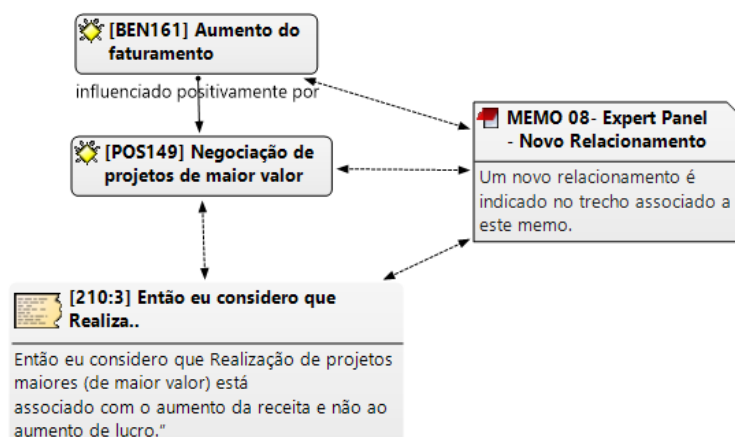 [BEN161] Aumento do
faturamento
influenciado positivamente por
MEMO 08- Expert Panel
- Novo Relacionamento
Um novo relacionamento é
indicado no trecho associado a
este memo.
[POS149] Negociação de
projetos de maior valor
[210:3] Então eu considero que
Realiza..
Então eu considero que Realização de projetos
maiores (de maior valor) está
associado com o aumento da receita e não ao
aumento de lucro.“